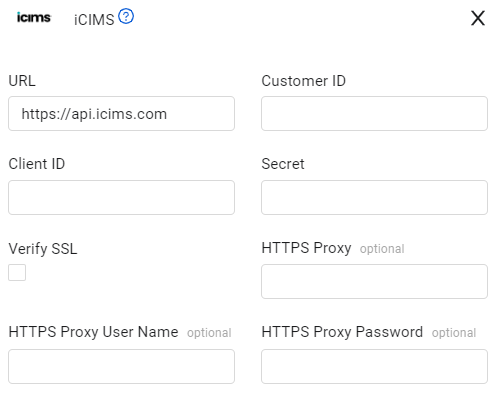 icims iCIMS ? X
URL Customer ID
https://api.icims.com
Client ID Secret
Verify SSL HTTPS Proxy optional
HTTPS Proxy User Name optional HTTPS Proxy Password optional